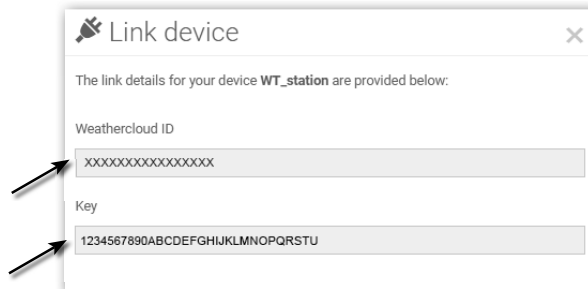 Link device
The link details for your device WT_station are provided below:
Weathercloud ID
XXXXXXXXXXXXXXXX
Key
1234567890ABCDEFGHIJKLMNOPQRSTU